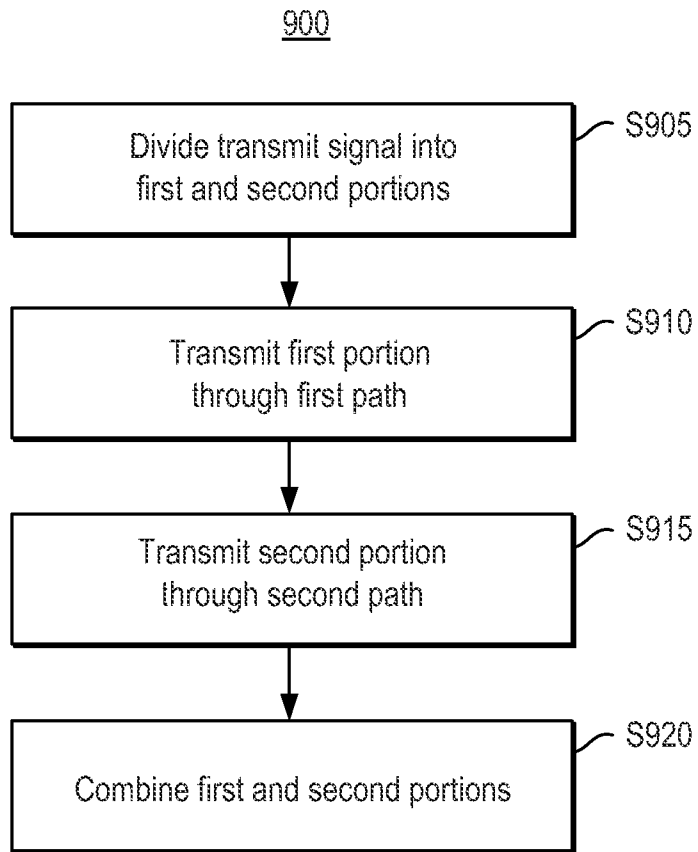 900
Divide transmit signal into
first and second portions
S905
Transmit first portion
through first path
S910
Transmit second portion
through second path
S915
Combine first and second portions
S920